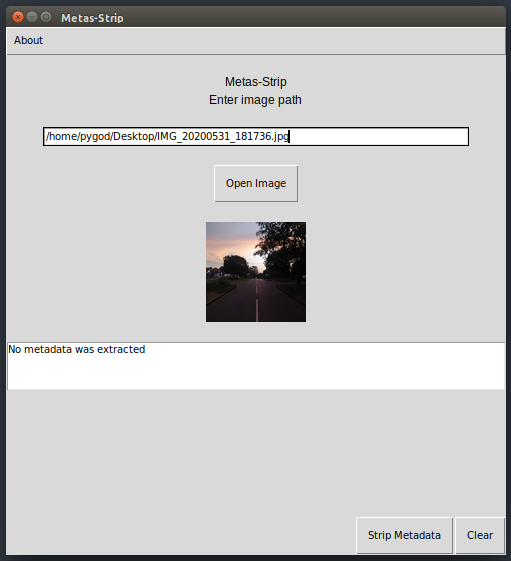 Metas-Strip
About
Metas-Strip
Enter image path
/home/pygod/Desktop/IMG_20200531_181736.jpg
Open Image
No metadata was extracted
Strip Metadata
Clear